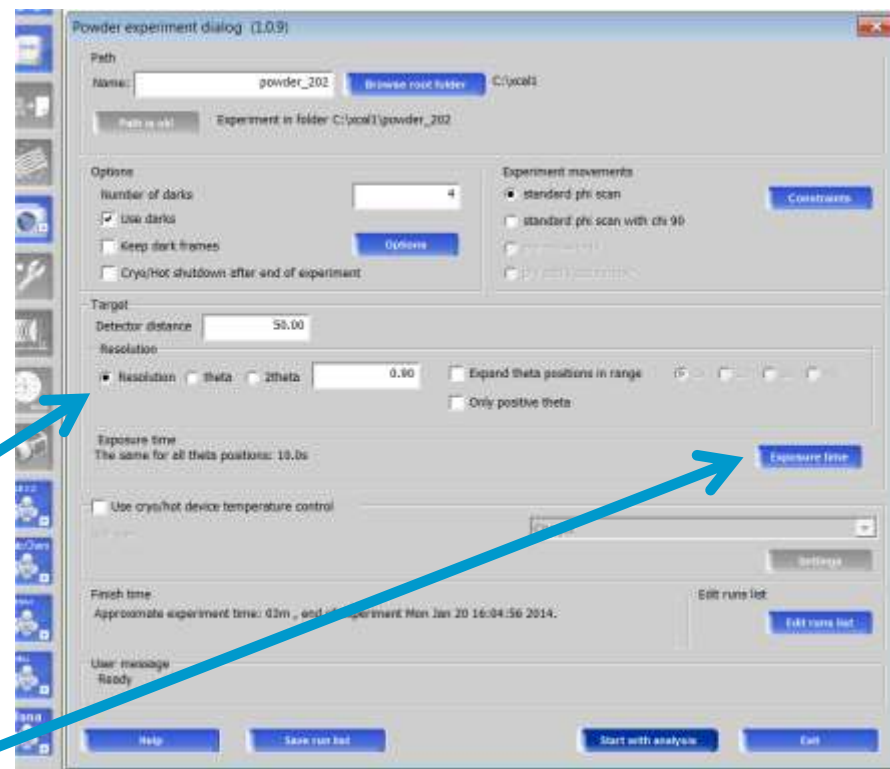 Powder experiment dialog (1.0.9)
Path
Name: powder_202 Browse root folder C:\xcal1
Path is ok! Experiment in folder C:\xcal1\powder_202
Options
Number of darks 4
Use darks
Keep dark frames Options
Cryo/Hot shutdown after end of experiment
Experiment movements
standard phi scan Constraints
standard phi scan with chi 90
Target
Detector distance 50.00
Resolution
Resolution theta 2theta 0.90 Expand theta positions in range
Only positive theta
Exposure time
The same for all theta positions: 10.0s Exposure time
Use cryo/hot device temperature control
Settings
Finish time
Approximate experiment time: 03m , end of experiment Mon Jan 20 16:04:56 2014.
Edit runs list
Edit runs list
User message
Ready
Help Save run list Start with analysis Exit